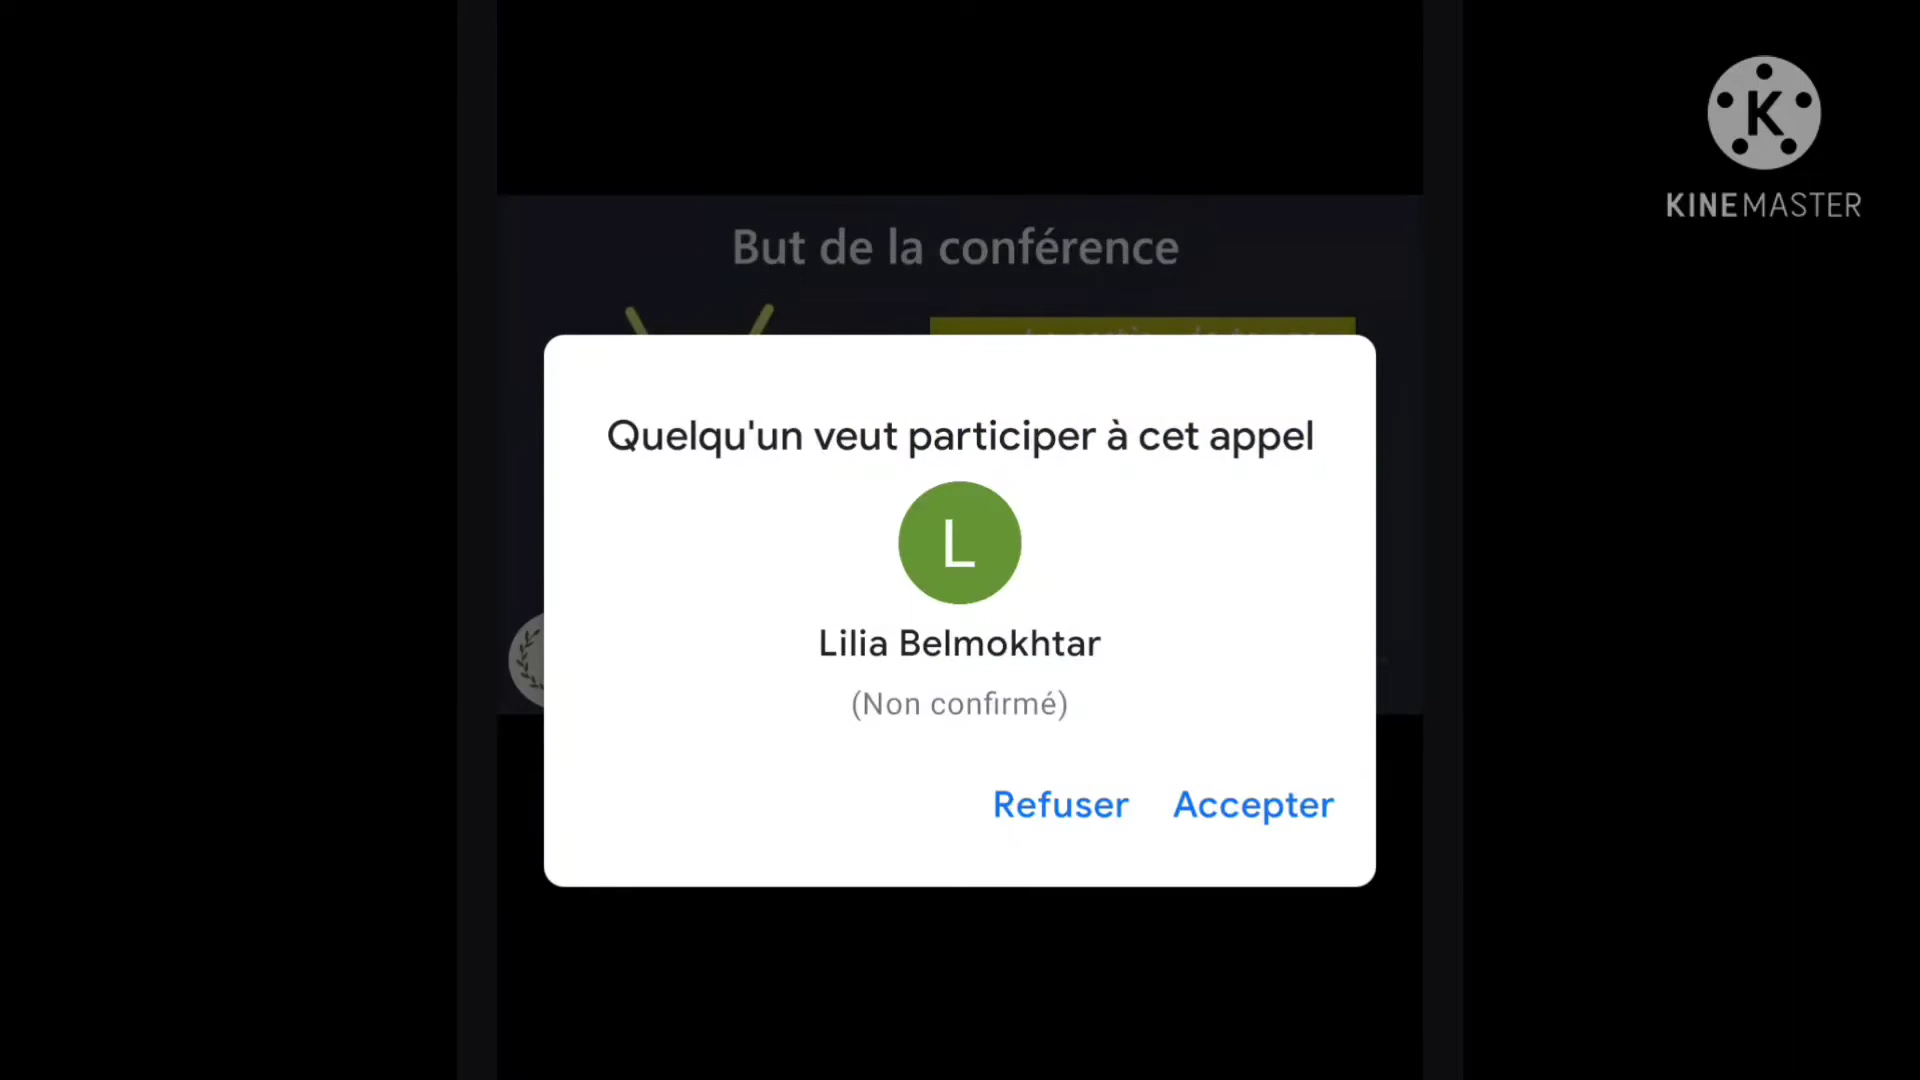 K
KINEMASTER
But de la conférence
Quelqu'un veut participer à cet appel
L
Lilia Belmokhtar
(Non confirmé)
Refuser Accepter